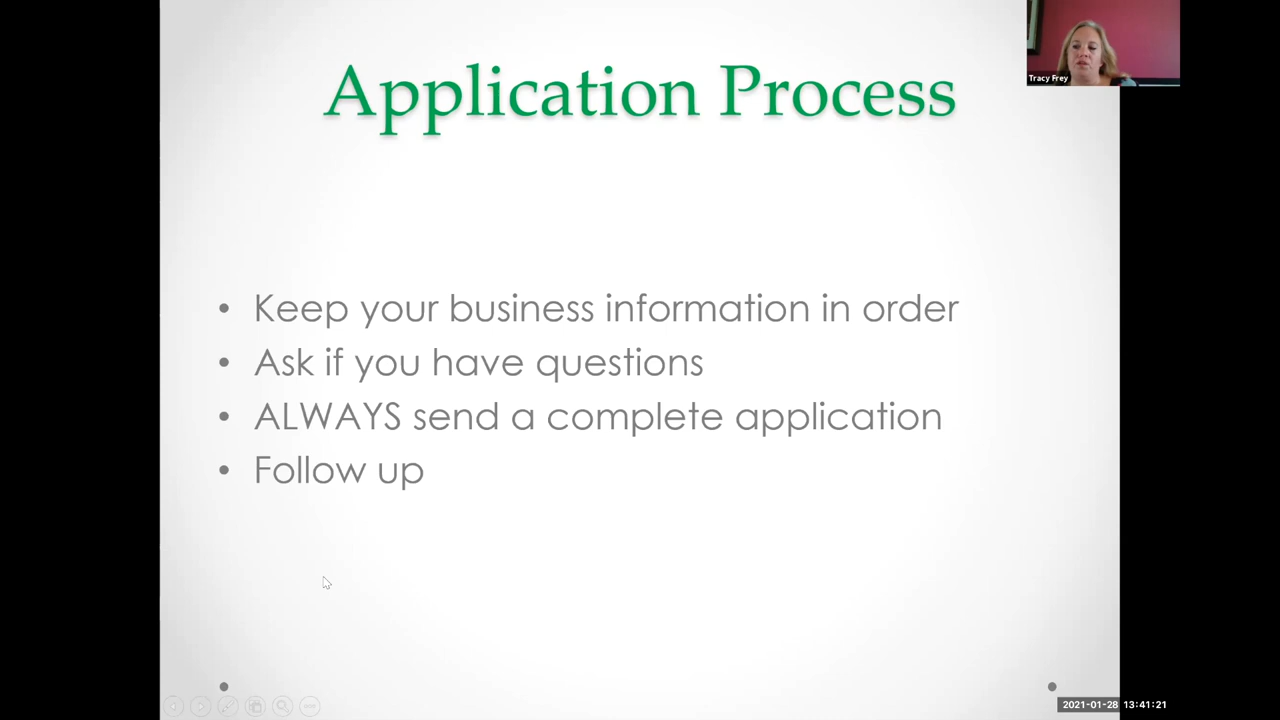 Application Process
Tracy Frey
• Keep your business information in order
• Ask if you have questions
• ALWAYS send a complete application
• Follow up
2021-01-28 13:41:21